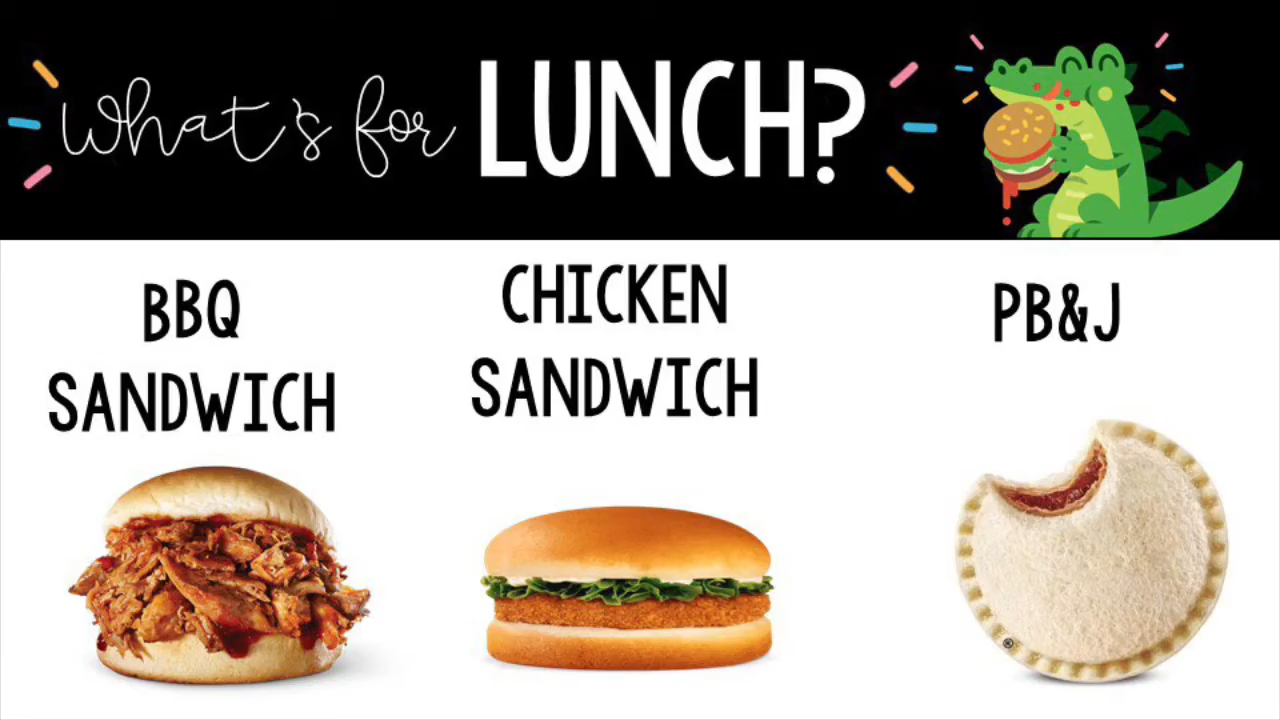 What's for LUNCH?
BBQ
SANDWICH
CHICKEN
SANDWICH
PB&J